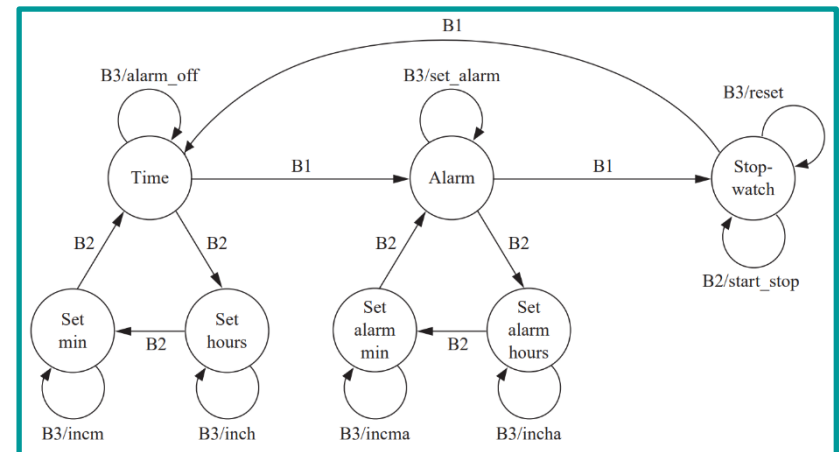 B1
B3/alarm_off
B3/set_alarm
B3/reset
Time
B1
Alarm
B1
Stop-
watch
B2
B2
B2
B2
B2/start_stop
Set
min
B2
Set
hours
Set
alarm
min
B2
Set
alarm
hours
B3/incm
B3/inch
B3/incma
B3/incha